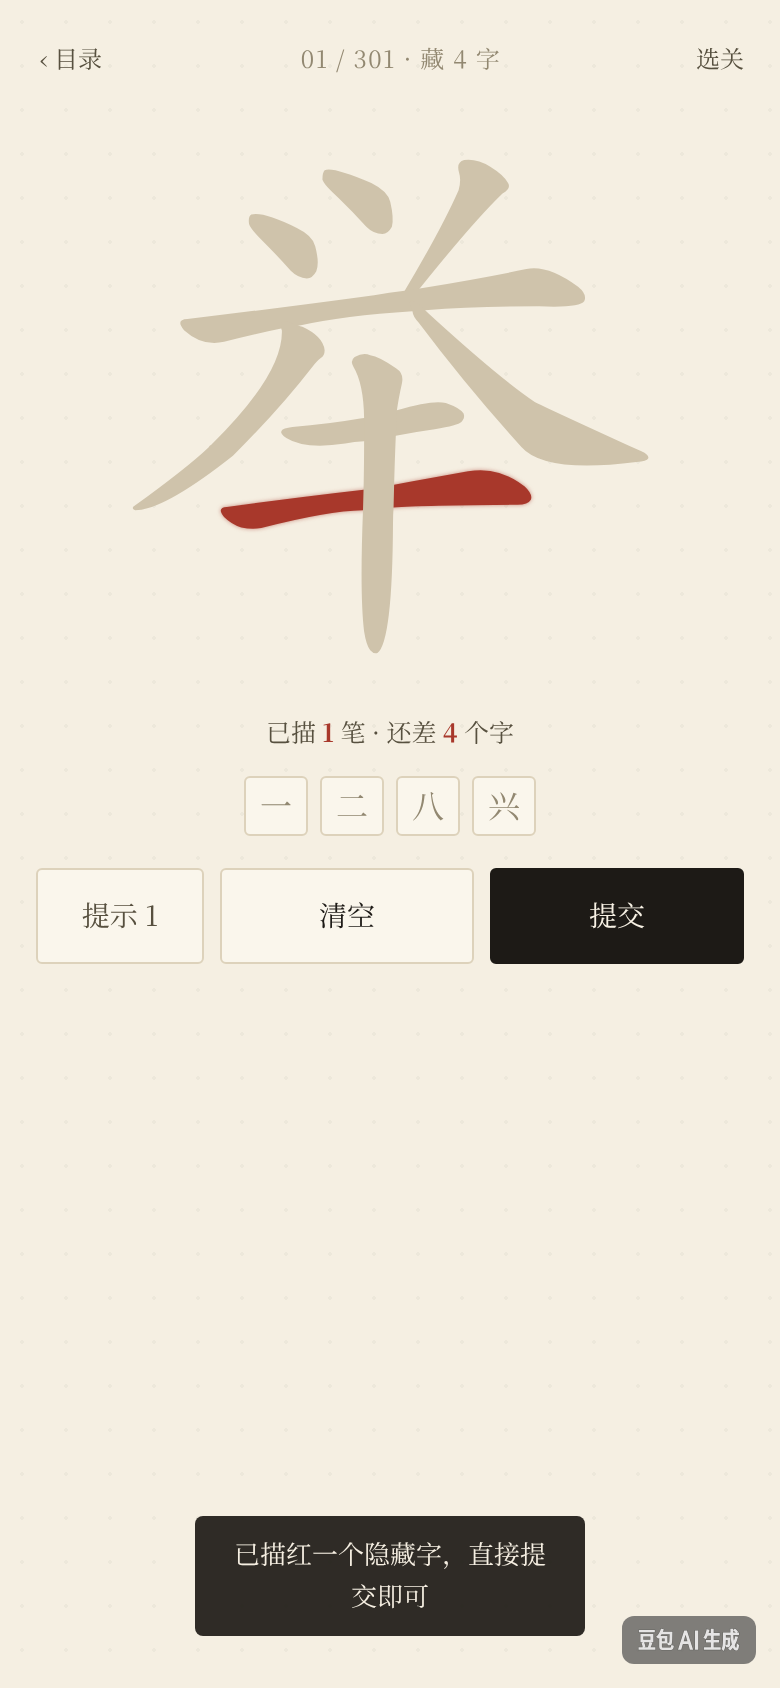 ‹ 目录
01 / 301 · 藏 4 字
选关
举
已描 1 笔 · 还差 4 个字
一 二 八 兴
提示 1
清空
提交
已描红一个隐藏字，直接提
交即可
豆包 AI 生成